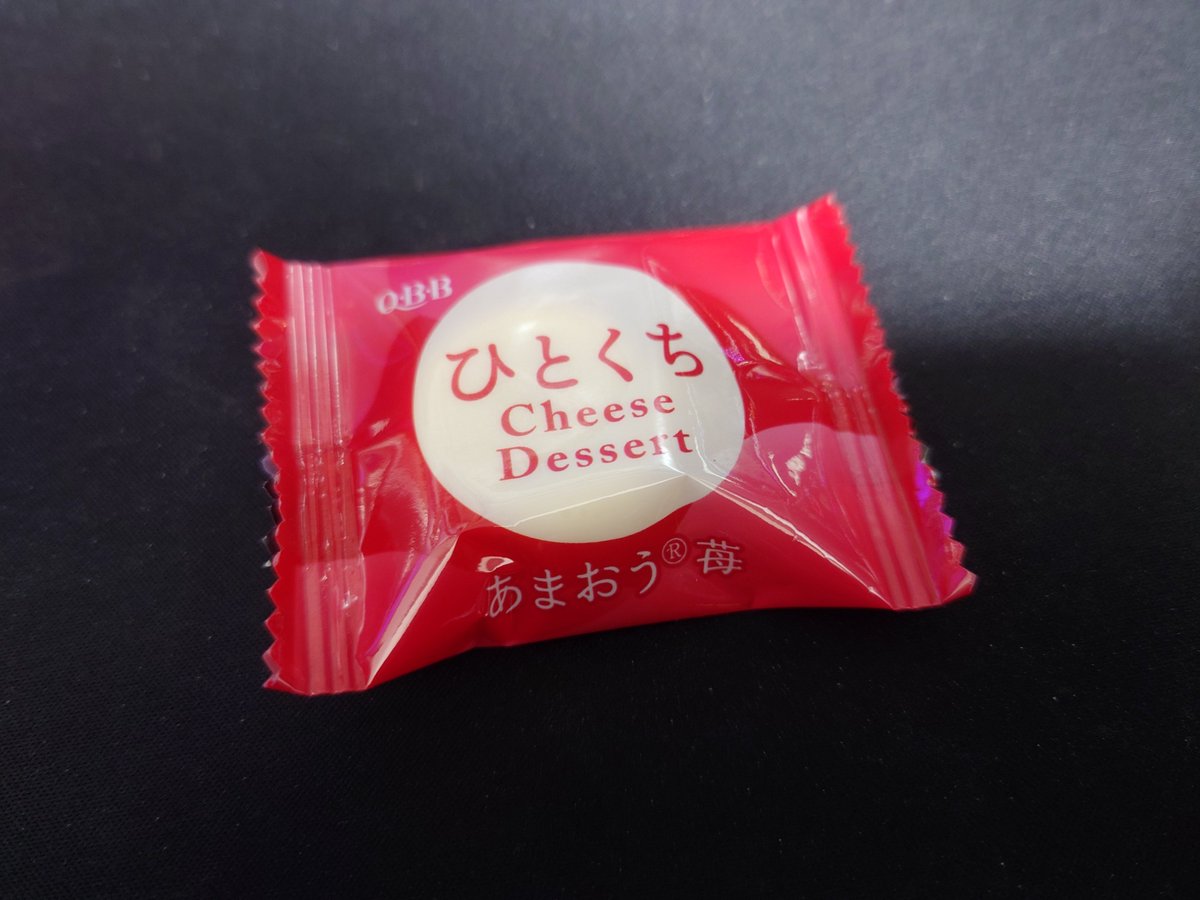 Q・B・B
ひとくち
Cheese
Dessert
あまおう®苺